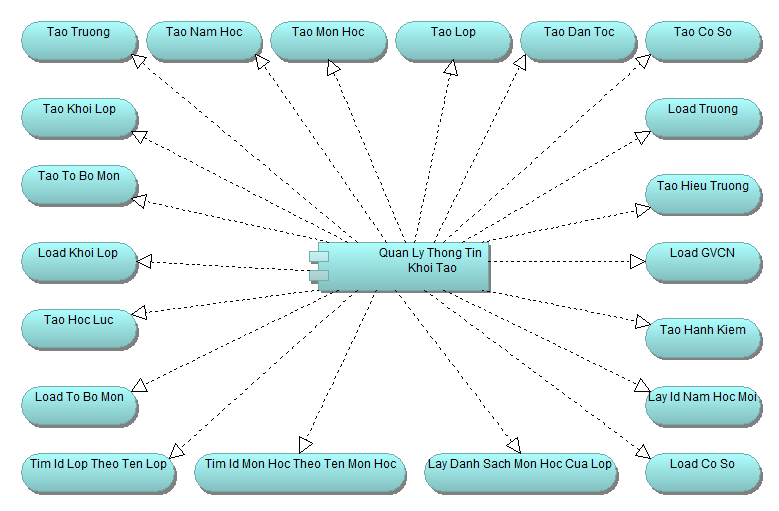 Tao Truong
Tao Nam Hoc
Tao Mon Hoc
Tao Lop
Tao Dan Toc
Tao Co So
Tao Khoi Lop
Load Truong
Tao To Bo Mon
Tao Hieu Truong
Load Khoi Lop
Quan Ly Thong Tin
Khoi Tao
Load GVCN
Tao Hoc Luc
Tao Hanh Kiem
Load To Bo Mon
Lay Id Nam Hoc Moi
Tim Id Lop Theo Ten Lop
Tim Id Mon Hoc Theo Ten Mon Hoc
Lay Danh Sach Mon Hoc Cua Lop
Load Co So